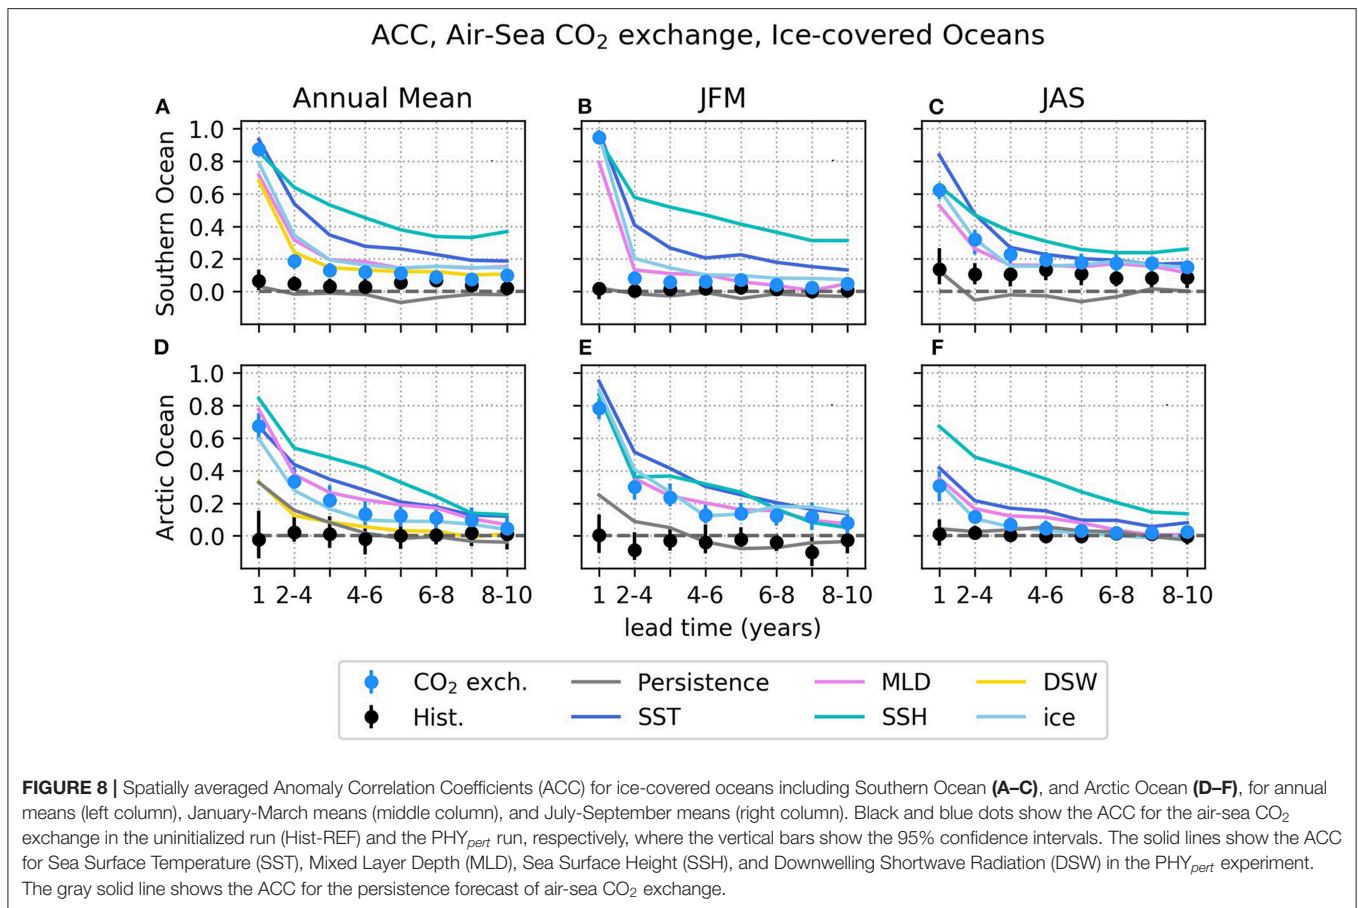 ACC, Air-Sea CO₂ exchange, Ice-covered Oceans
A Annual Mean B JFM C JAS
Southern Ocean
1.0
0.8
0.6
0.4
0.2
0.0
D E F
Arctic Ocean
1.0
0.8
0.6
0.4
0.2
0.0
1 2-4 4-6 6-8 8-10 1 2-4 4-6 6-8 8-10 1 2-4 4-6 6-8 8-10
lead time (years)
CO₂ exch. Persistence MLD DSW
Hist. SST SSH ice
FIGURE 8 | Spatially averaged Anomaly Correlation Coefficients (ACC) for ice-covered oceans including Southern Ocean (A–C), and Arctic Ocean (D–F), for annual
means (left column), January-March means (middle column), and July-September means (right column). Black and blue dots show the ACC for the air-sea CO₂
exchange in the uninitialized run (Hist-REF) and the PHYpert run, respectively, where the vertical bars show the 95% confidence intervals. The solid lines show the ACC
for Sea Surface Temperature (SST), Mixed Layer Depth (MLD), Sea Surface Height (SSH), and Downwelling Shortwave Radiation (DSW) in the PHYpert experiment.
The gray solid line shows the ACC for the persistence forecast of air-sea CO₂ exchange.